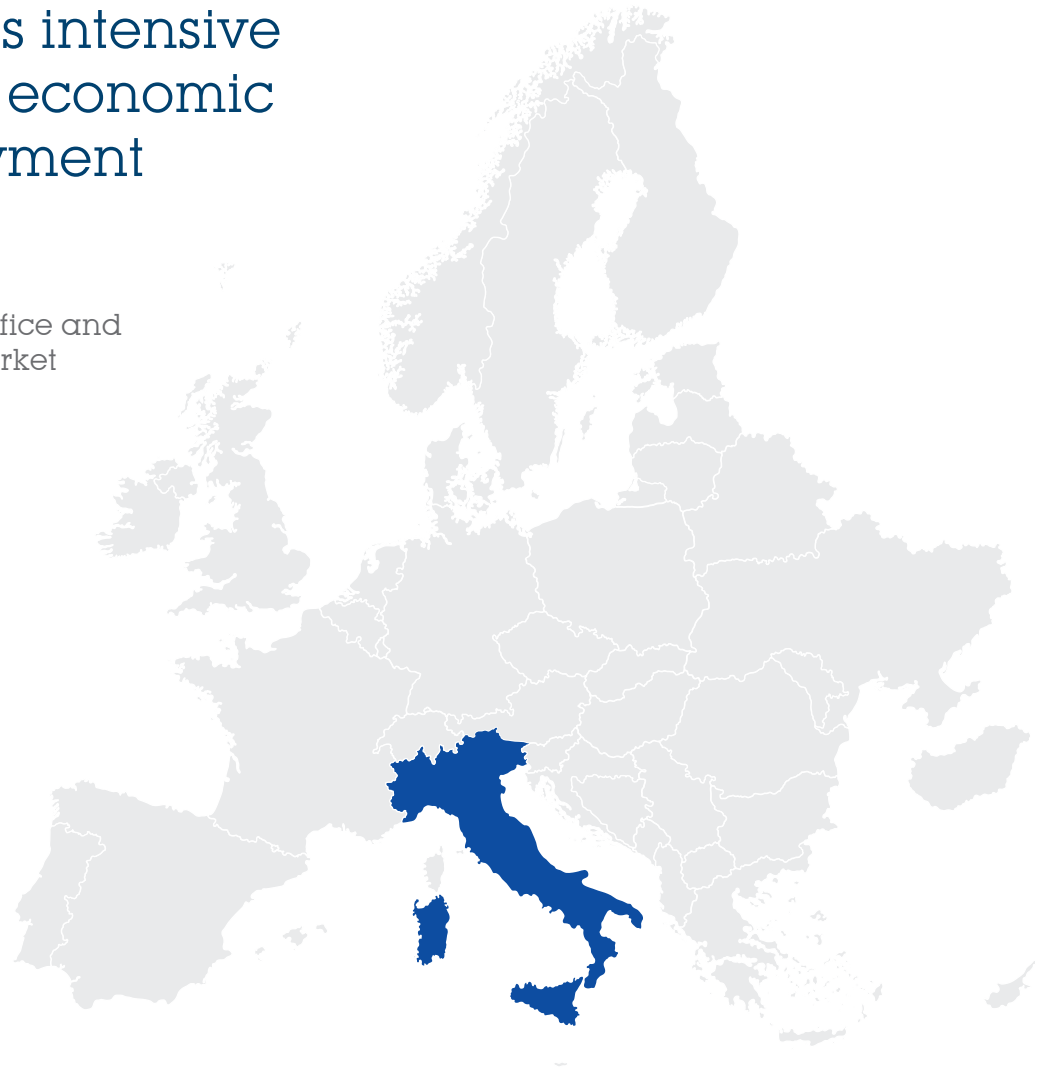 s intensive
economic
yment
fice and
rket